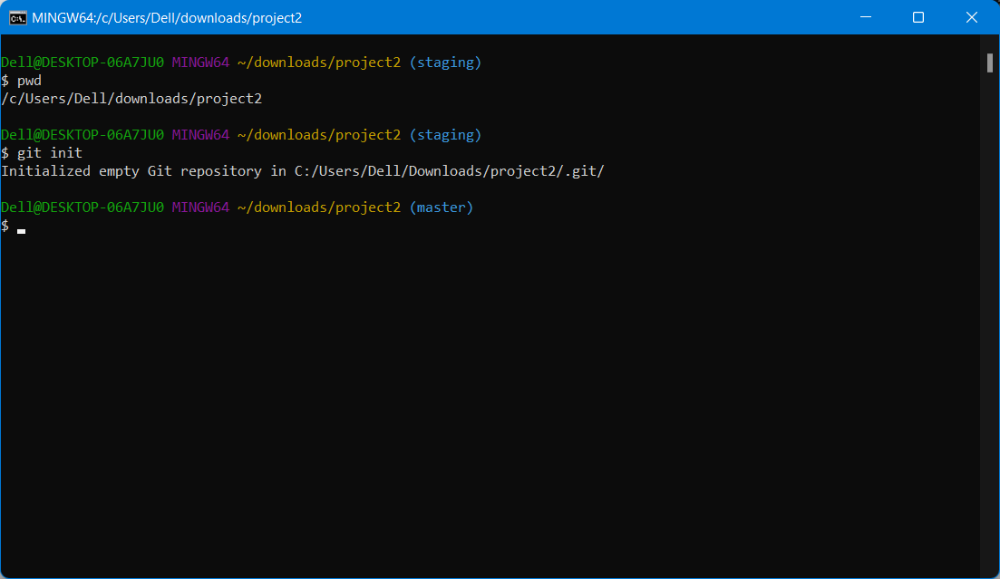 MINGW64:/c/Users/Dell/downloads/project2
Dell@DESKTOP-06A7JU0 MINGW64 ~/downloads/project2 (staging)
$ pwd
/c/Users/Dell/downloads/project2
Dell@DESKTOP-06A7JU0 MINGW64 ~/downloads/project2 (staging)
$ git init
Initialized empty Git repository in C:/Users/Dell/Downloads/project2/.git/
Dell@DESKTOP-06A7JU0 MINGW64 ~/downloads/project2 (master)
$